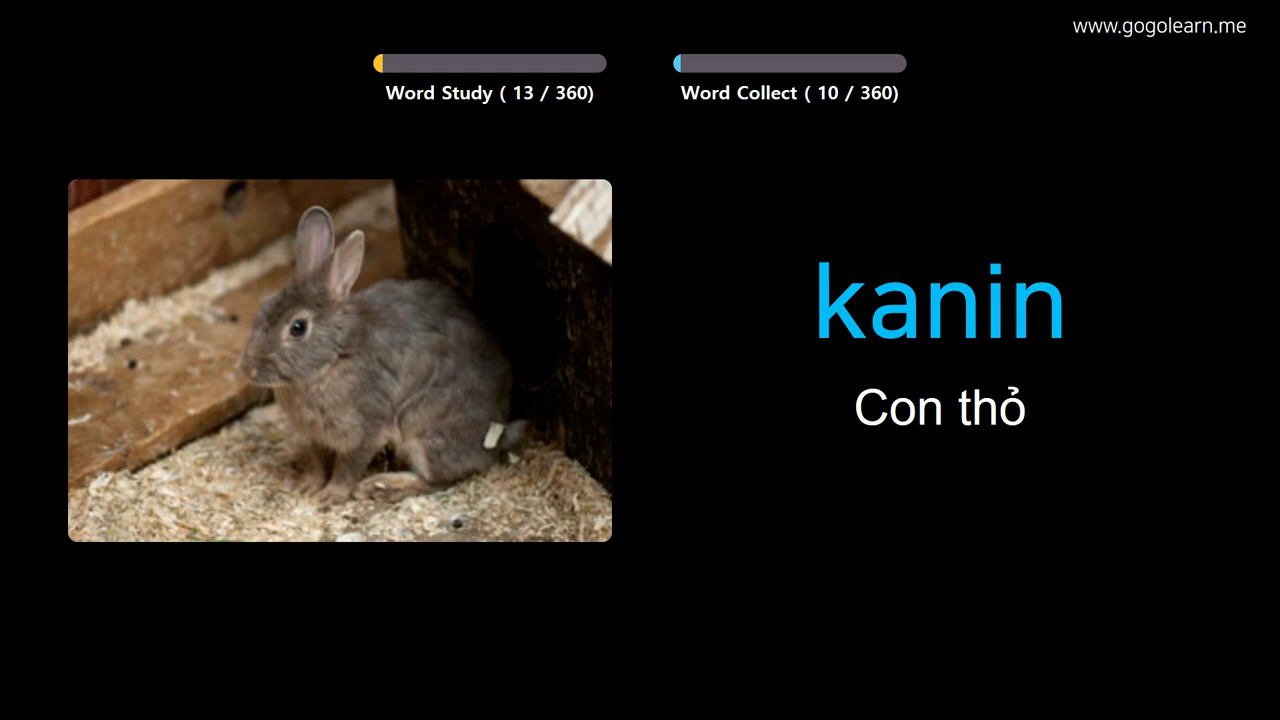 www.gogolearn.me
Word Study ( 13 / 360)
Word Collect ( 10 / 360)
kanin
Con thỏ